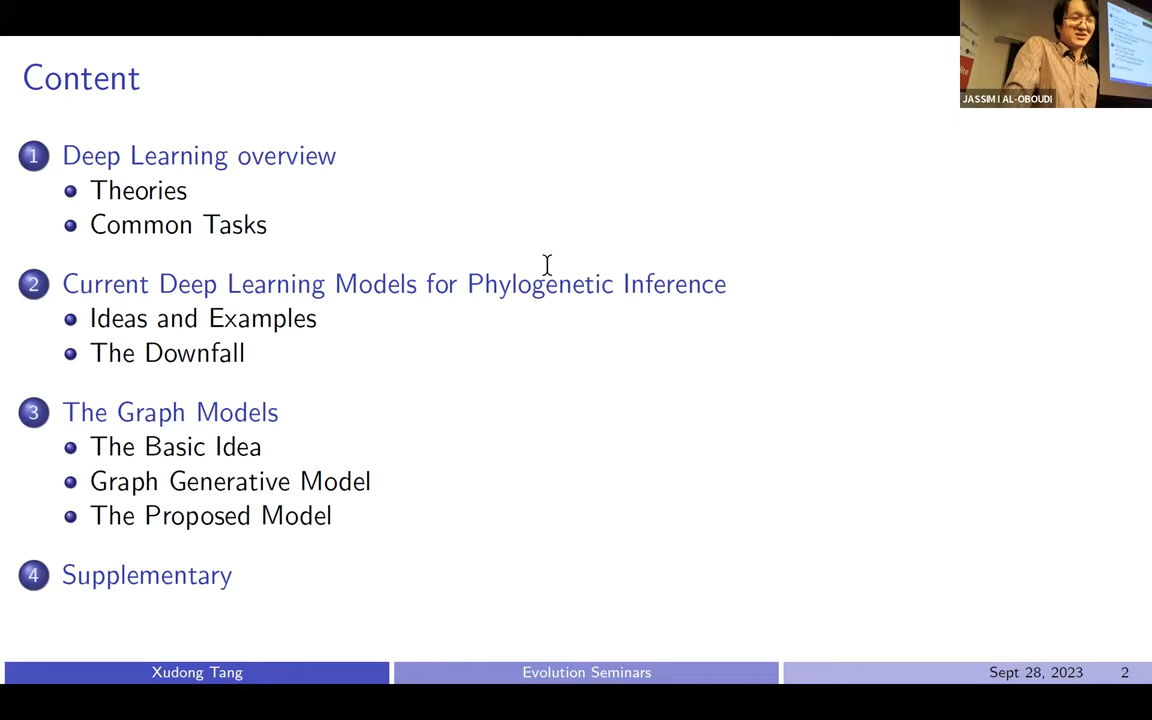 Content
JASSIM I AL-OBOUDI
1 Deep Learning overview
Theories
Common Tasks
2 Current Deep Learning Models for Phylogenetic Inference
Ideas and Examples
The Downfall
3 The Graph Models
The Basic Idea
Graph Generative Model
The Proposed Model
4 Supplementary
Xudong Tang Evolution Seminars Sept 28, 2023 2